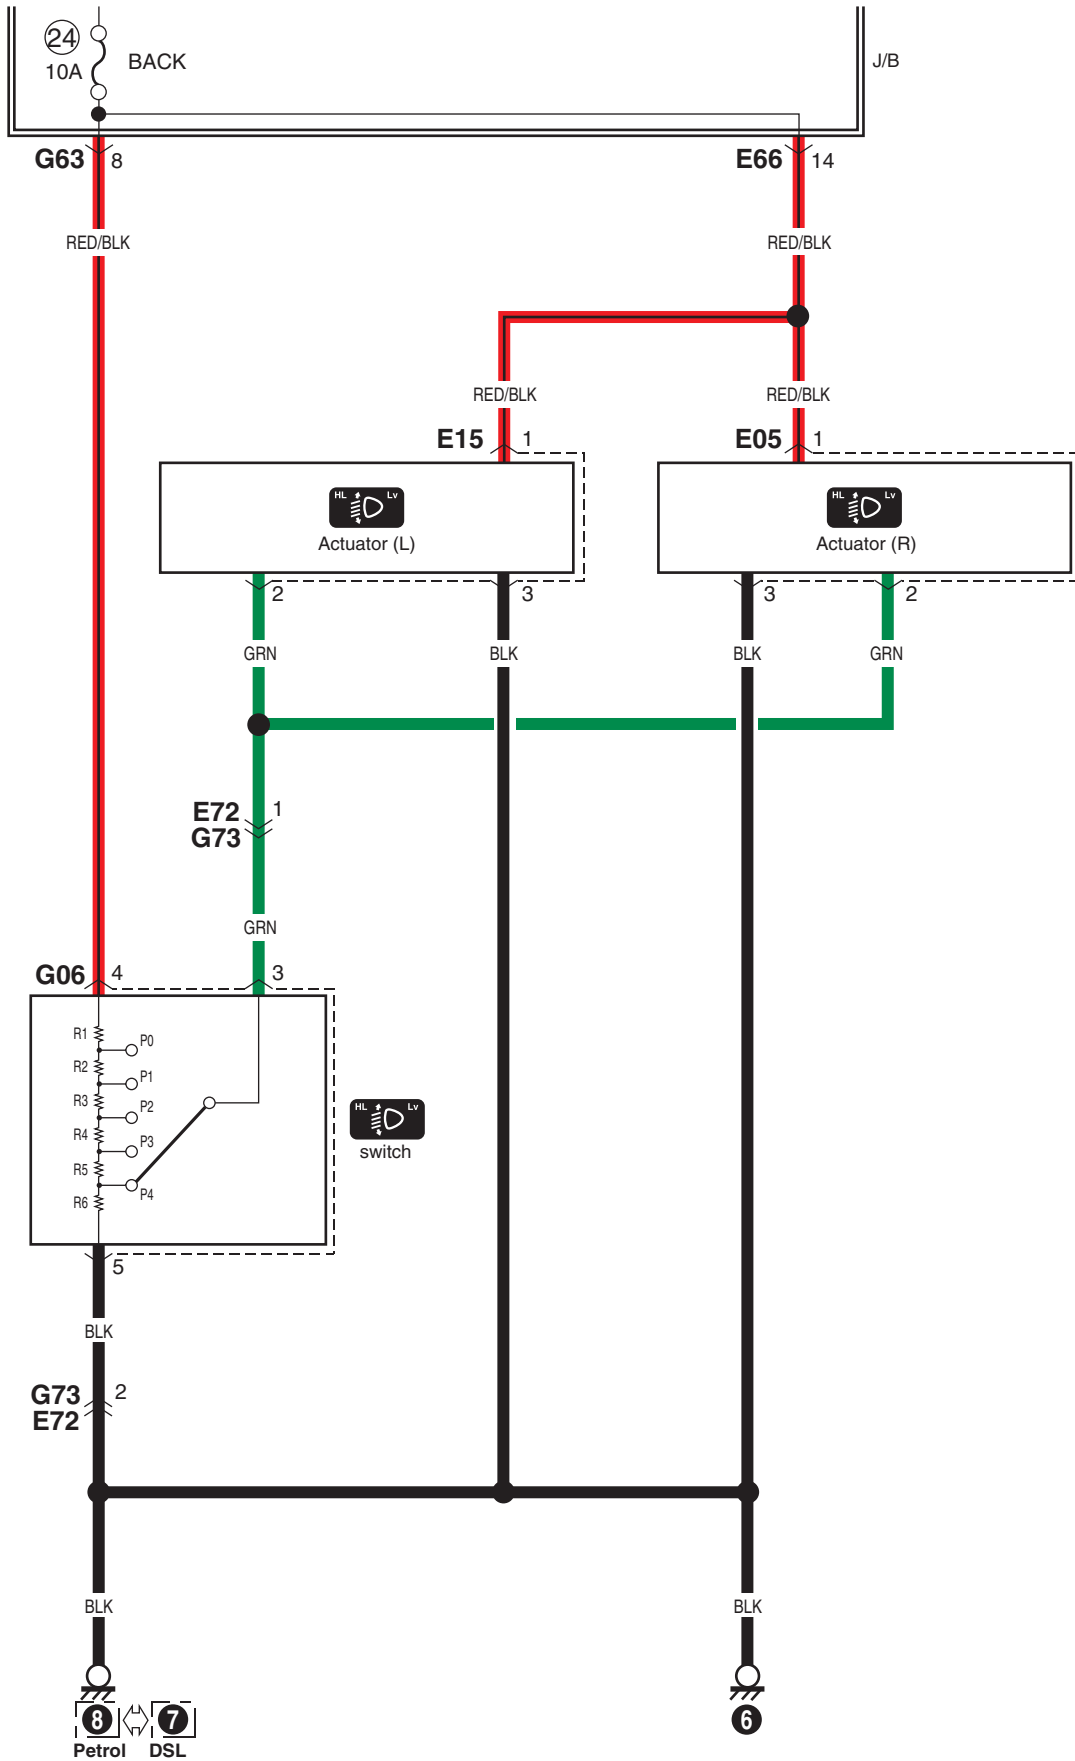 24
10A
BACK
J/B
G63 8
E66 14
RED/BLK
RED/BLK
RED/BLK
RED/BLK
E15 1
E05 1
HL Lv
Actuator (L)
HL Lv
Actuator (R)
2
3
3
2
GRN
BLK
BLK
GRN
E72 1
G73
GRN
G06 4
3
R1
P0
R2
P1
R3
P2
R4
P3
R5
P4
R6
HL Lv
switch
5
BLK
G73 2
E72
BLK
BLK
8
7
6
Petrol
DSL